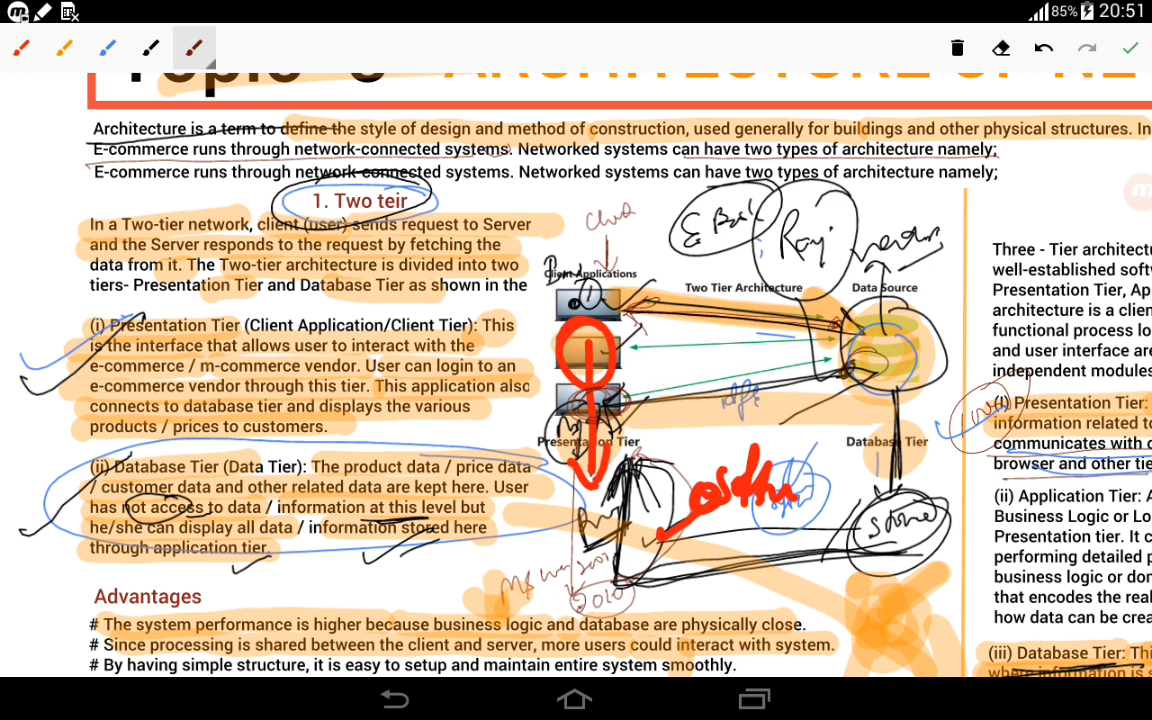 85% 20:51
Architecture is a term to define the style of design and method of construction, used generally for buildings and other physical structures. In
E-commerce runs through network-connected systems. Networked systems can have two types of architecture namely;
E-commerce runs through network-connected systems. Networked systems can have two types of architecture namely;
1. Two teir
In a Two-tier network, client (user) sends request to Server
and the Server responds to the request by fetching the
data from it. The Two-tier architecture is divided into two
tiers- Presentation Tier and Database Tier as shown in the
(i) Presentation Tier (Client Application/Client Tier): This
is the interface that allows user to interact with the
e-commerce / m-commerce vendor. User can login to an
e-commerce vendor through this tier. This application also
connects to database tier and displays the various
products / prices to customers.
(ii) Database Tier (Data Tier): The product data / price data
/ customer data and other related data are kept here. User
has not access to data / information at this level but
he/she can display all data / information stored here
through application tier.
Advantages
# The system performance is higher because business logic and database are physically close.
# Since processing is shared between the client and server, more users could interact with system.
# By having simple structure, it is easy to setup and maintain entire system smoothly.
Client Applications
Two Tier Architecture
Data Source
Presentation Tier
Database Tier
E Book
Raj
Store
2010
Three - Tier architectu
well-established soft
Presentation Tier, Ap
architecture is a clien
functional process lo
and user interface are
independent modules
(i) Presentation Tier:
information related to
communicates with o
browser and other tie
(ii) Application Tier: A
Business Logic or Lo
Presentation tier. It c
performing detailed p
business logic or dom
that encodes the real
how data can be crea
(iii) Database Tier: Thi
where information is s